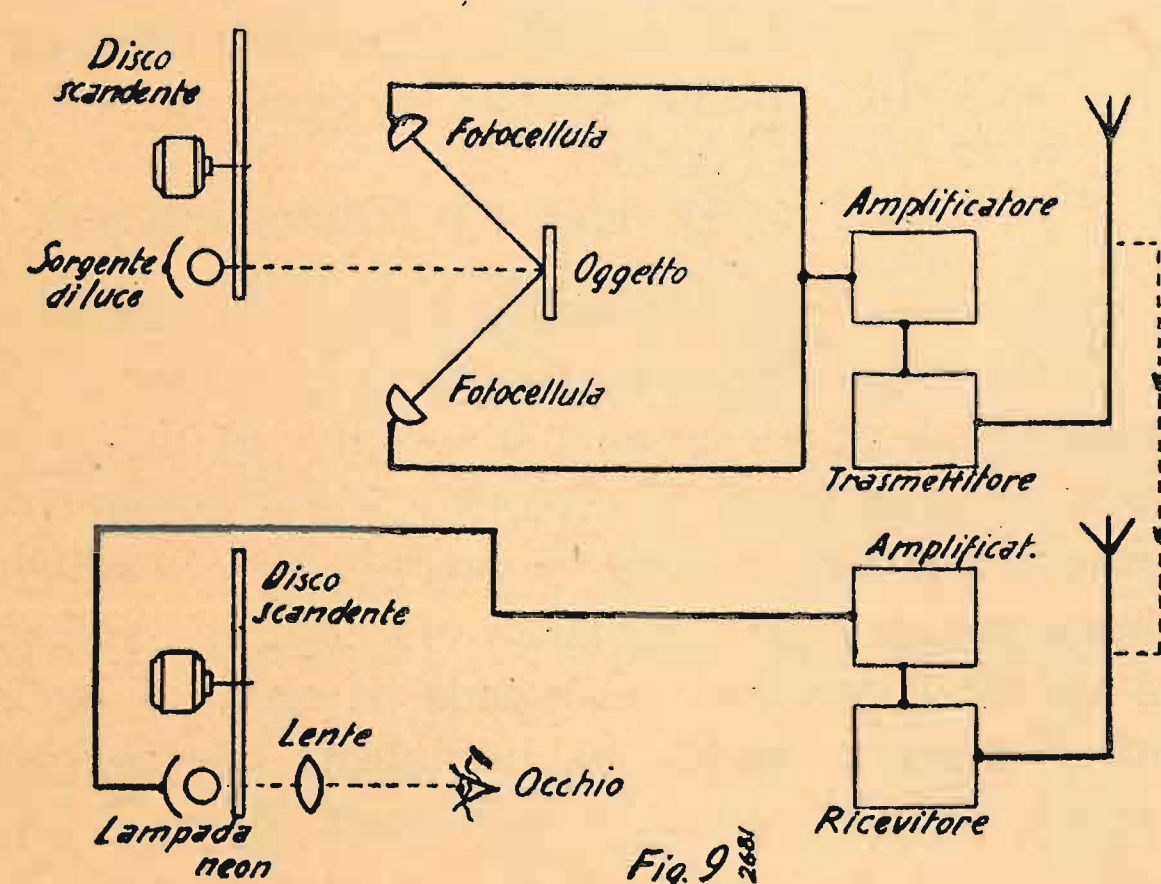 Disco
scandente
Fotocellula
Amplificatore
Sorgente
di luce
Oggetto
Fotocellula
Trasmettitore
Amplificat.
Disco
scandente
Lente
Occhio
Lampada
neon
Ricevitore
Fig. 9
2681